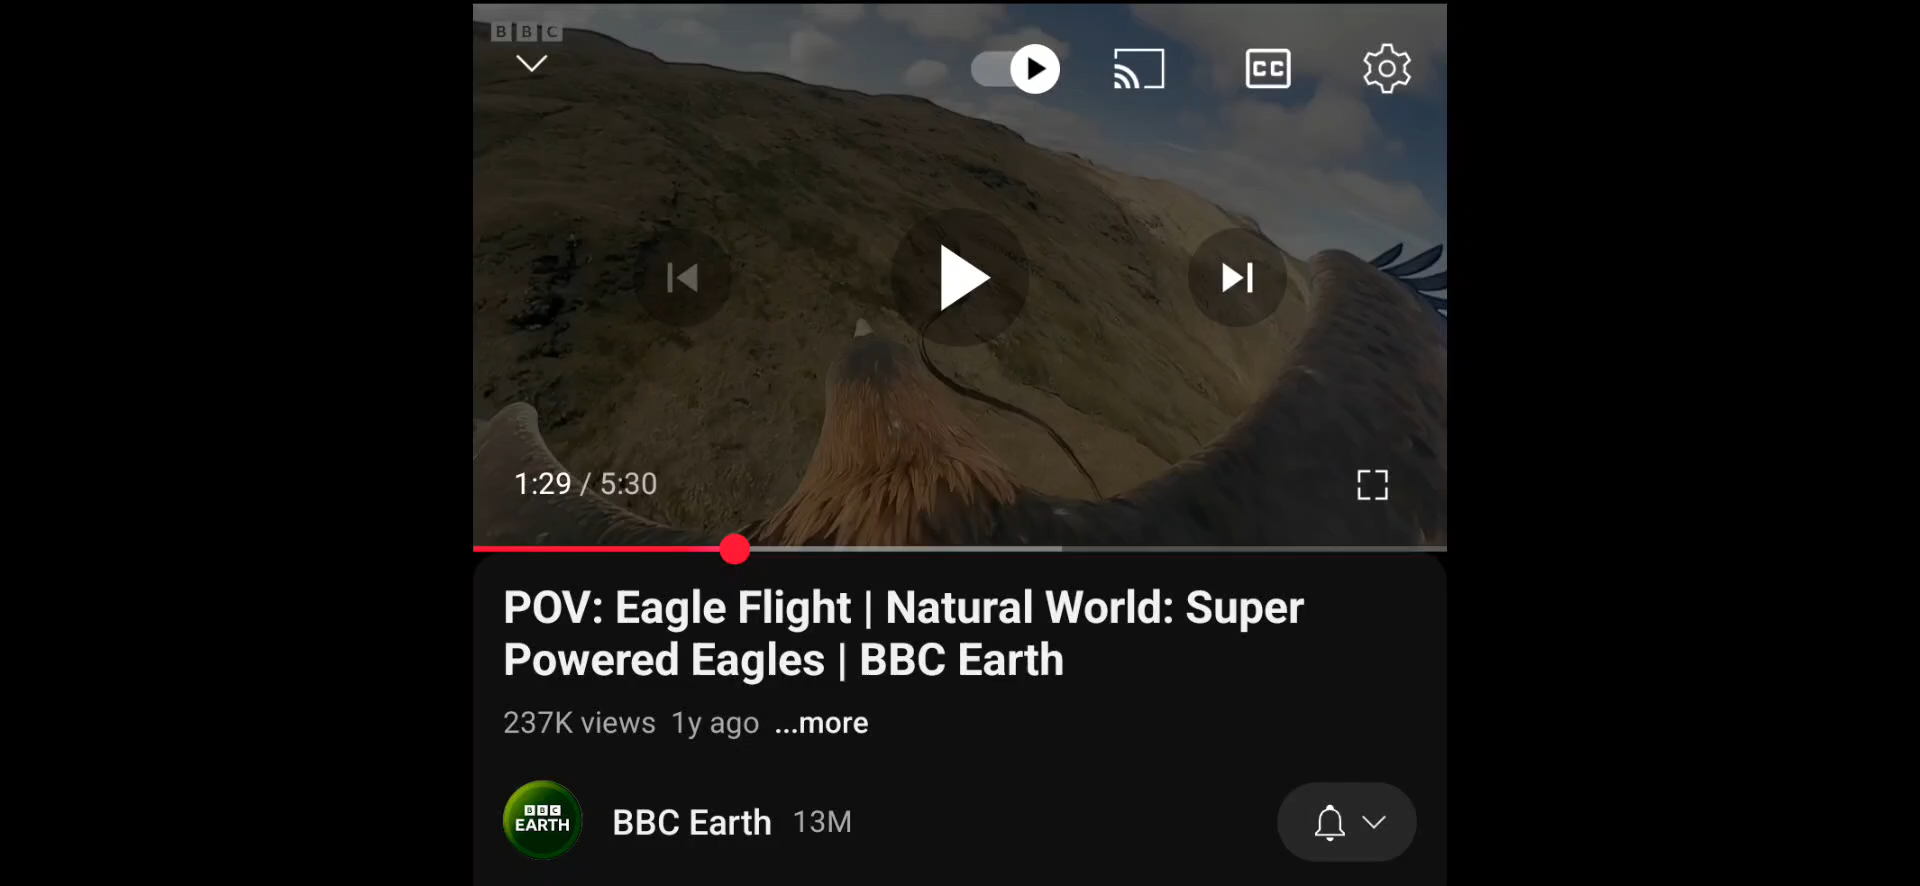 BBC
CC
1:29 / 5:30
POV: Eagle Flight | Natural World: Super
Powered Eagles | BBC Earth
237K views 1y ago ...more
BBC
EARTH
BBC Earth 13M